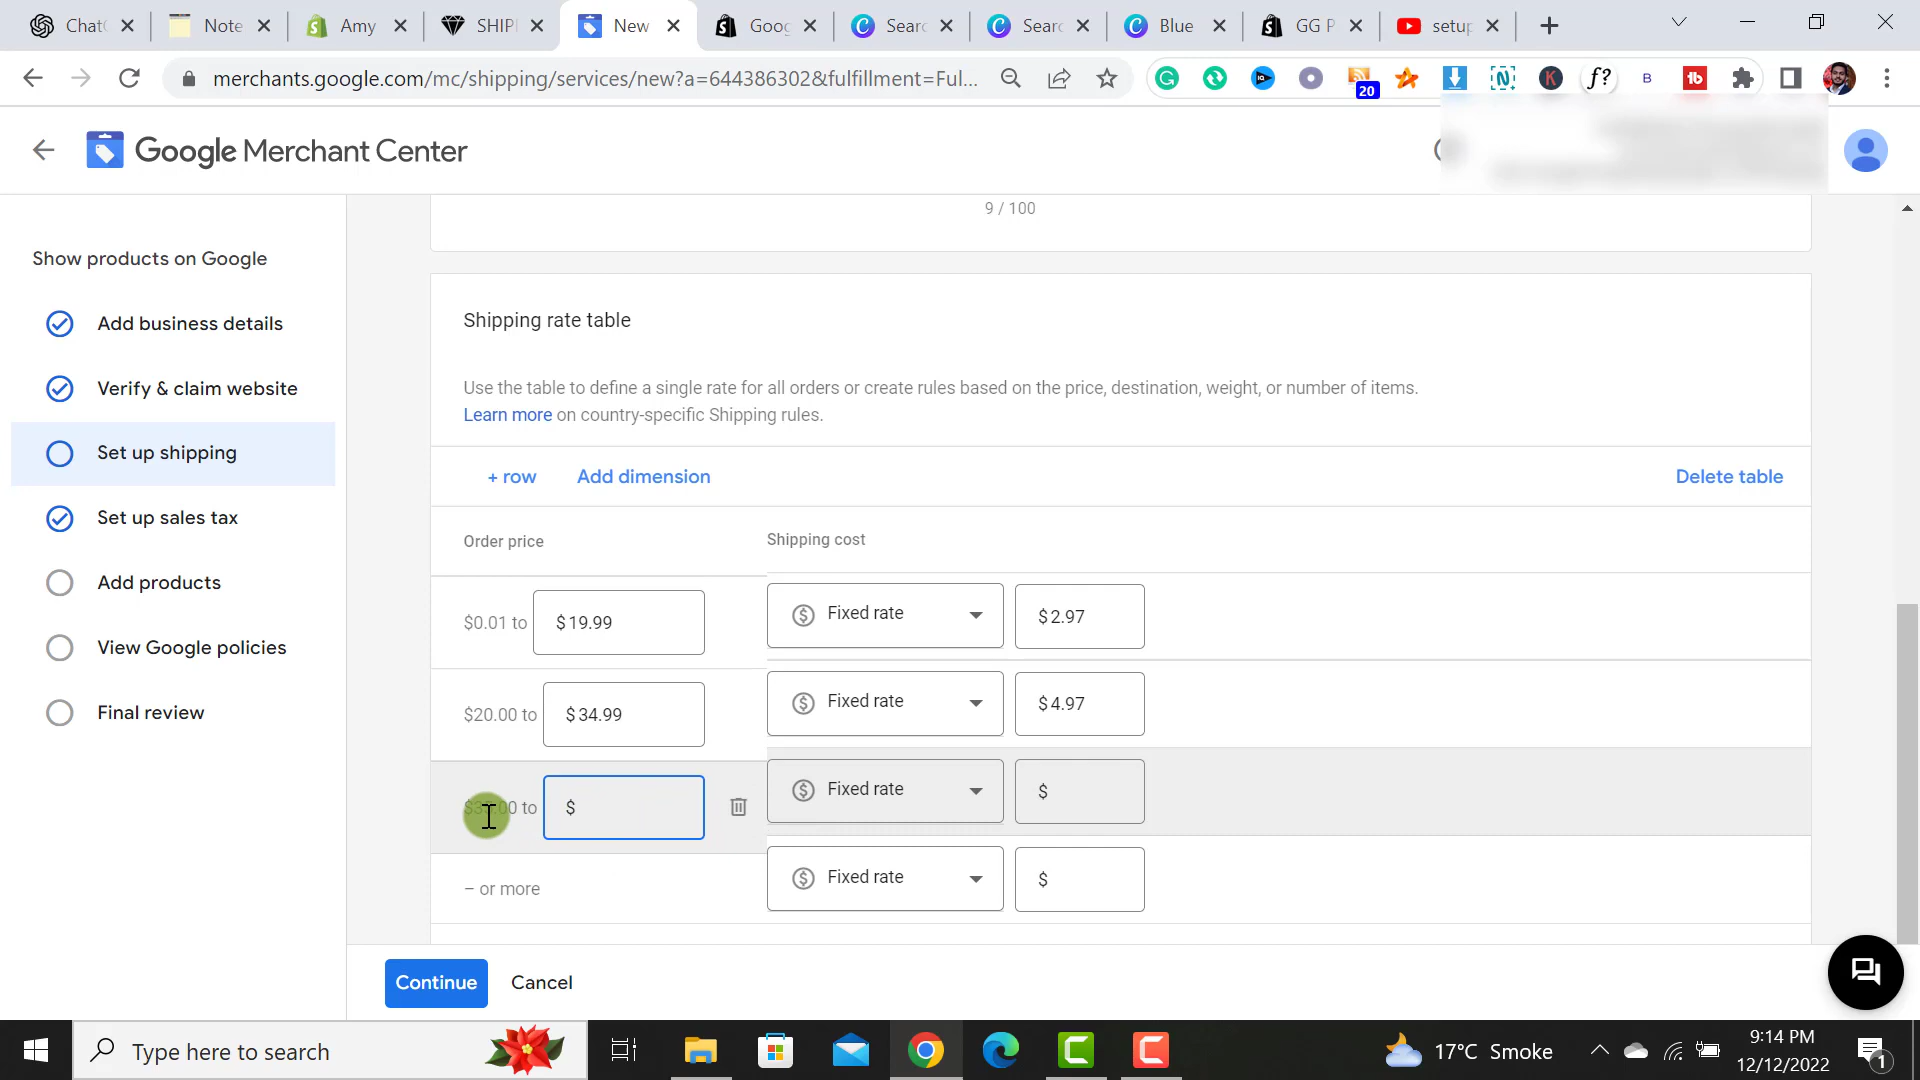 ChatG
Note
Amy
SHIP
New
Goog
Searc
Searc
Blue
GG P
setup
merchants.google.com/mc/shipping/services/new?a=644386302&fulfillment=Ful...
20
f?
B
tb
Google Merchant Center
Show products on Google
Add business details
Verify & claim website
Set up shipping
Set up sales tax
Add products
View Google policies
Final review
9 / 100
Shipping rate table
Use the table to define a single rate for all orders or create rules based on the price, destination, weight, or number of items.
Learn more on country-specific Shipping rules.
+ row Add dimension Delete table
Order price Shipping cost
$0.01 to $ 19.99 Fixed rate $ 2.97
$20.00 to $ 34.99 Fixed rate $ 4.97
$35.00 to $ Fixed rate $
– or more Fixed rate $
Continue Cancel
Type here to search
17°C Smoke
9:14 PM
12/12/2022
1